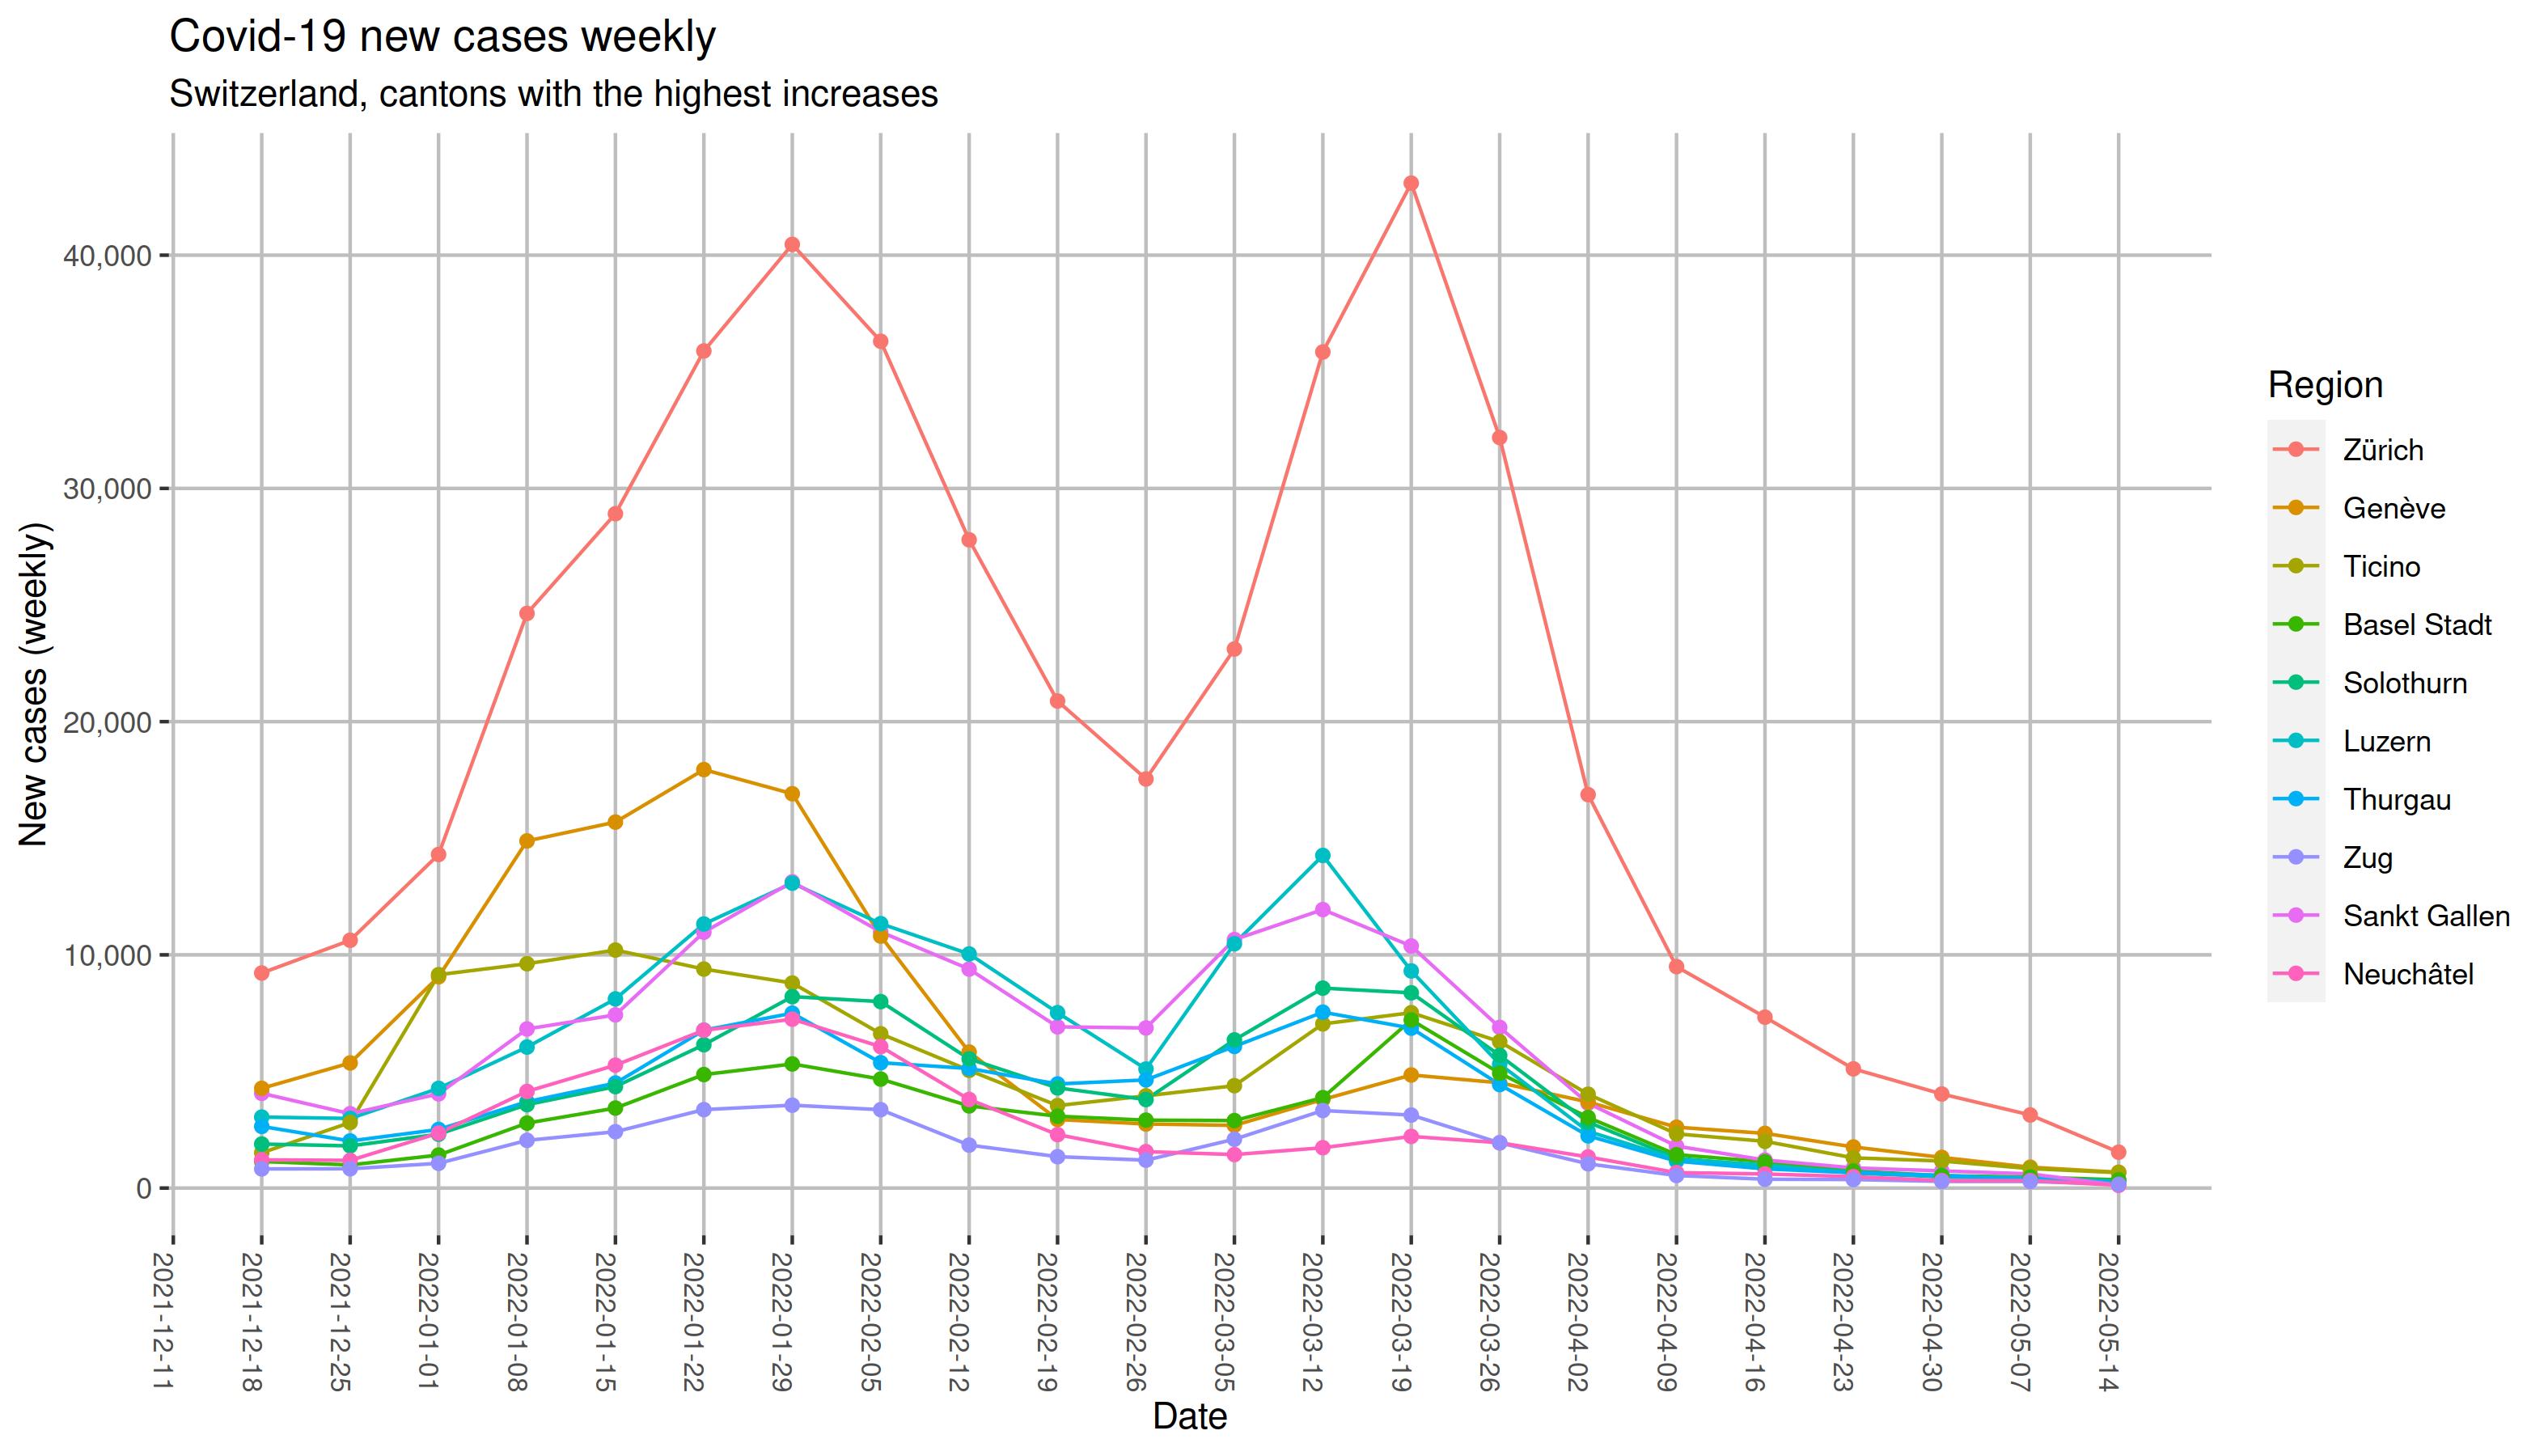 Covid-19 new cases weekly
Switzerland, cantons with the highest increases
New cases (weekly)
40,000
30,000
20,000
10,000
0
2021-12-11
2021-12-18
2021-12-25
2022-01-01
2022-01-08
2022-01-15
2022-01-22
2022-01-29
2022-02-05
2022-02-12
2022-02-19
2022-02-26
2022-03-05
2022-03-12
2022-03-19
2022-03-26
2022-04-02
2022-04-09
2022-04-16
2022-04-23
2022-04-30
2022-05-07
2022-05-14
Date
Region
Zürich
Genève
Ticino
Basel Stadt
Solothurn
Luzern
Thurgau
Zug
Sankt Gallen
Neuchâtel